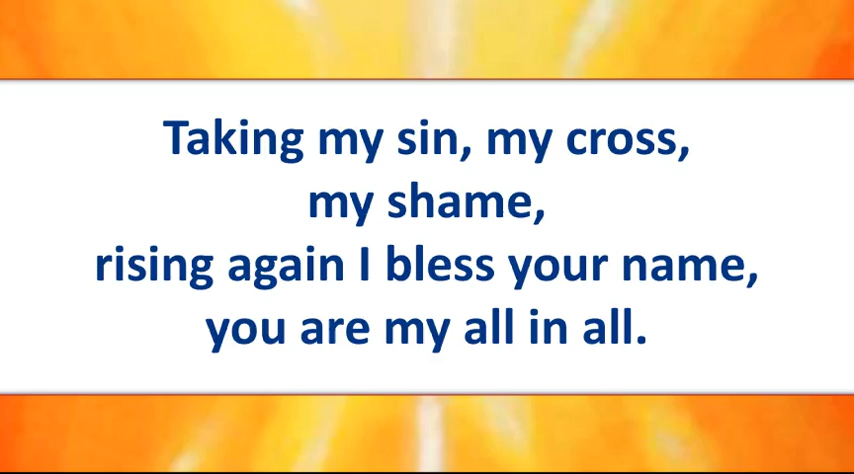 Taking my sin, my cross,
my shame,
rising again I bless your name,
you are my all in all.